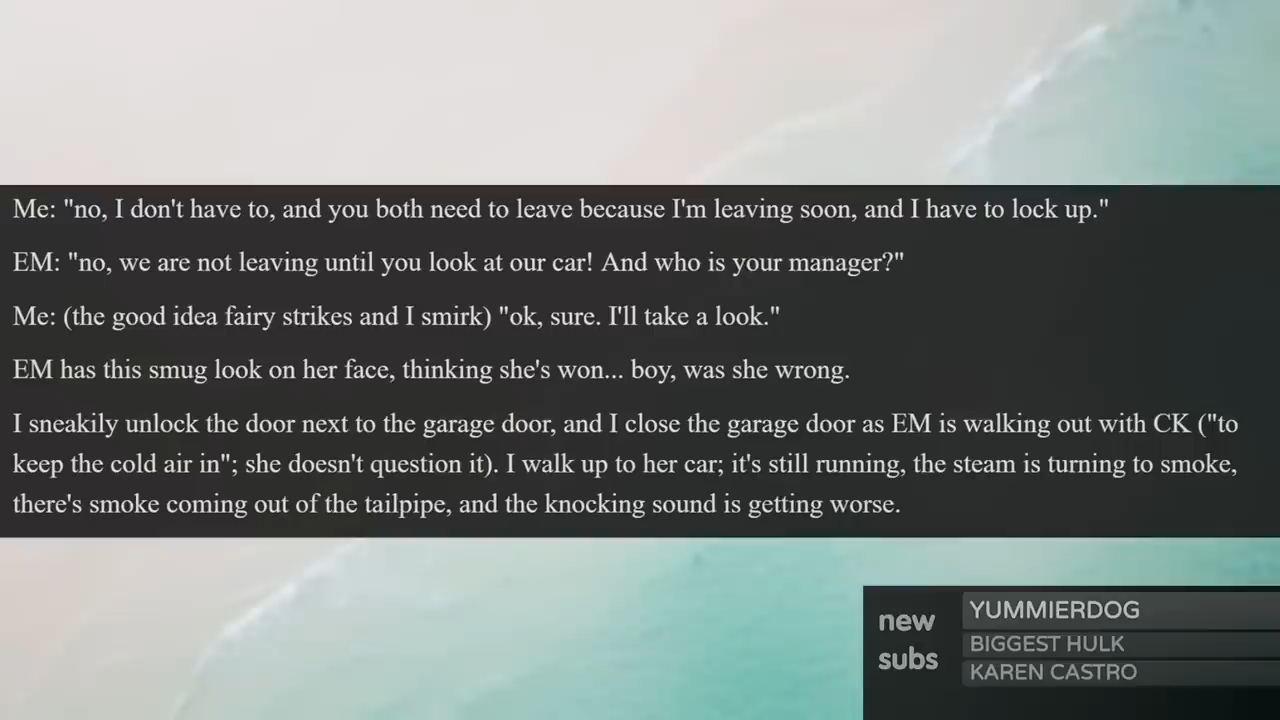 Me: "no, I don't have to, and you both need to leave because I'm leaving soon, and I have to lock up."
EM: "no, we are not leaving until you look at our car! And who is your manager?"
Me: (the good idea fairy strikes and I smirk) "ok, sure. I'll take a look."
EM has this smug look on her face, thinking she's won... boy, was she wrong.
I sneakily unlock the door next to the garage door, and I close the garage door as EM is walking out with CK ("to
keep the cold air in"; she doesn't question it). I walk up to her car; it's still running, the steam is turning to smoke,
there's smoke coming out of the tailpipe, and the knocking sound is getting worse.
new
subs
YUMMIERDOG
BIGGEST HULK
KAREN CASTRO